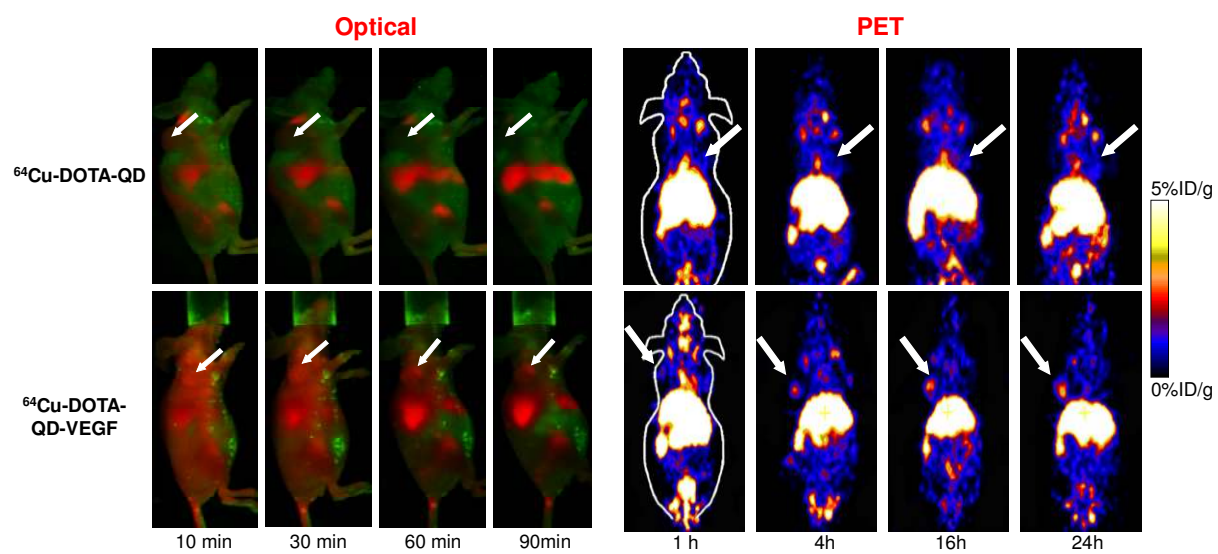 Optical
PET
⁶⁴Cu-DOTA-QD
5%ID/g
0%ID/g
⁶⁴Cu-DOTA-
QD-VEGF
10 min
30 min
60 min
90min
1 h
4h
16h
24h